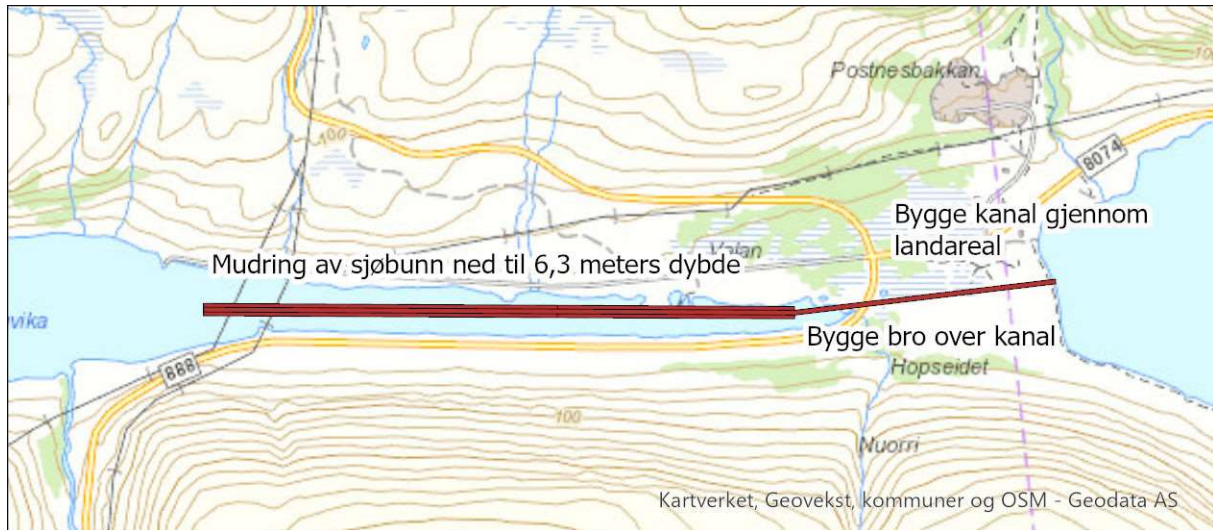 Postnesbakkan
100
8074
Bygge kanal gjennom
landareal
Valan
Mudring av sjøbunn ned til 6,3 meters dybde
vika
Bygge bro over kanal
888
Hopseidet
100
Nuorri
Kartverket, Geovekst, kommuner og OSM - Geodata AS